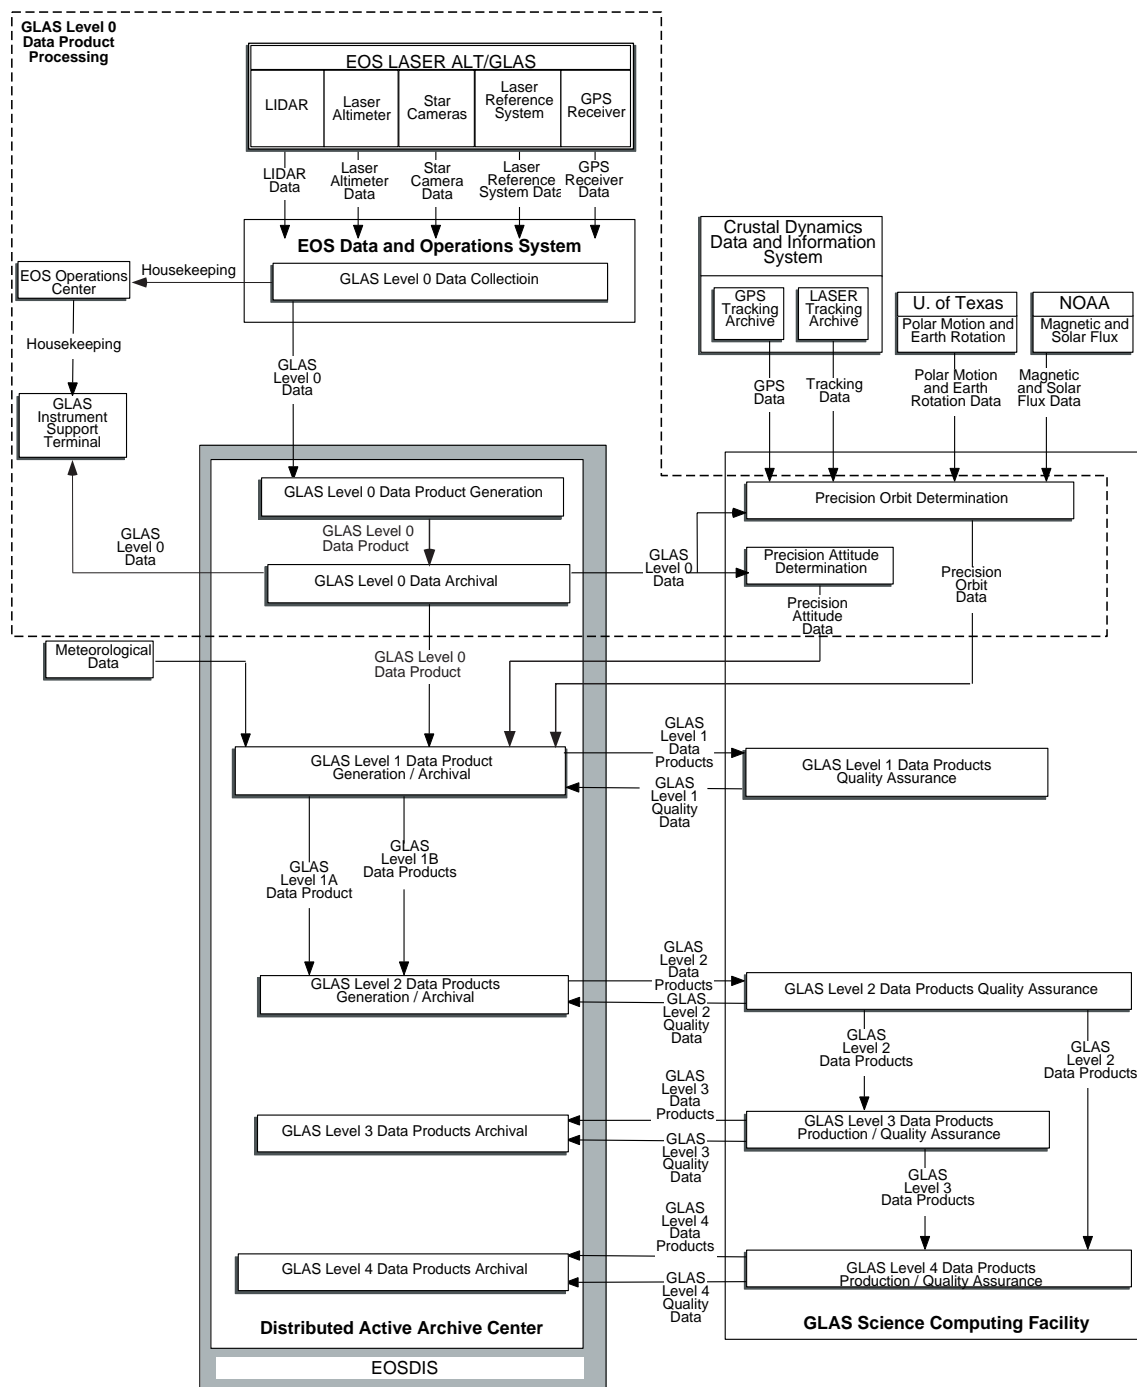 GLAS Level 0
Data Product
Processing
EOS LASER ALT/GLAS
LIDAR
Laser
Altimeter
Star
Cameras
Laser
Reference
System
GPS
Receiver
LIDAR
Data
Laser
Altimeter
Data
Star
Camera
Data
Laser
Reference
System Data
GPS
Receiver
Data
EOS Data and Operations System
GLAS Level 0 Data Collectioin
Housekeeping
EOS Operations
Center
Housekeeping
GLAS
Instrument
Support
Terminal
GLAS
Level 0
Data
Crustal Dynamics
Data and Information
System
GPS
Tracking
Archive
LASER
Tracking
Archive
U. of Texas
Polar Motion and
Earth Rotation
NOAA
Magnetic and
Solar Flux
GPS
Data
Tracking
Data
Polar Motion
and Earth
Rotation Data
Magnetic
and Solar
Flux Data
GLAS Level 0 Data Product Generation
GLAS Level 0
Data Product
GLAS Level 0 Data Archival
GLAS
Level 0
Data
GLAS
Level 0
Data
Precision Orbit Determination
Precision Attitude
Determination
Precision
Attitude
Data
Precision
Orbit
Data
Meteorological
Data
GLAS Level 0
Data Product
GLAS Level 1 Data Product
Generation / Archival
GLAS
Level 1
Data
Products
GLAS
Level 1
Quality
Data
GLAS Level 1 Data Products
Quality Assurance
GLAS
Level 1A
Data Product
GLAS
Level 1B
Data Products
GLAS Level 2 Data Products
Generation / Archival
GLAS
Level 2
Data
Products
GLAS
Level 2
Quality
Data
GLAS Level 2 Data Products Quality Assurance
GLAS
Level 2
Data Products
GLAS
Level 2
Data Products
GLAS Level 3 Data Products Archival
GLAS
Level 3
Data
Products
GLAS
Level 3
Quality
Data
GLAS Level 3 Data Products
Production / Quality Assurance
GLAS
Level 3
Data Products
GLAS Level 4 Data Products Archival
GLAS
Level 4
Data
Products
GLAS
Level 4
Quality
Data
GLAS Level 4 Data Products
Production / Quality Assurance
Distributed Active Archive Center
GLAS Science Computing Facility
EOSDIS